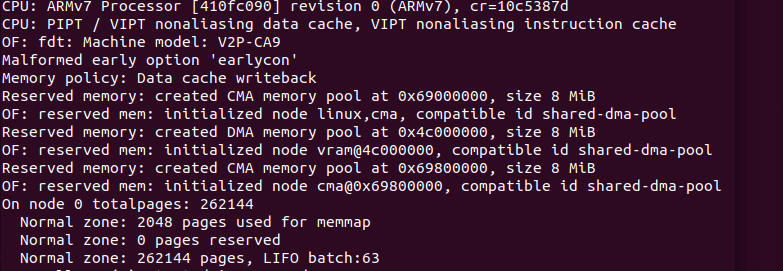 CPU: ARMv7 Processor [410fc090] revision 0 (ARMv7), cr=10c5387d
CPU: PIPT / VIPT nonaliasing data cache, VIPT nonaliasing instruction cache
OF: fdt: Machine model: V2P-CA9
Malformed early option 'earlycon'
Memory policy: Data cache writeback
Reserved memory: created CMA memory pool at 0x69000000, size 8 MiB
OF: reserved mem: initialized node linux,cma, compatible id shared-dma-pool
Reserved memory: created DMA memory pool at 0x4c000000, size 8 MiB
OF: reserved mem: initialized node vram@4c000000, compatible id shared-dma-pool
Reserved memory: created CMA memory pool at 0x69800000, size 8 MiB
OF: reserved mem: initialized node cma@0x69800000, compatible id shared-dma-pool
On node 0 totalpages: 262144
  Normal zone: 2048 pages used for memmap
  Normal zone: 0 pages reserved
  Normal zone: 262144 pages, LIFO batch:63